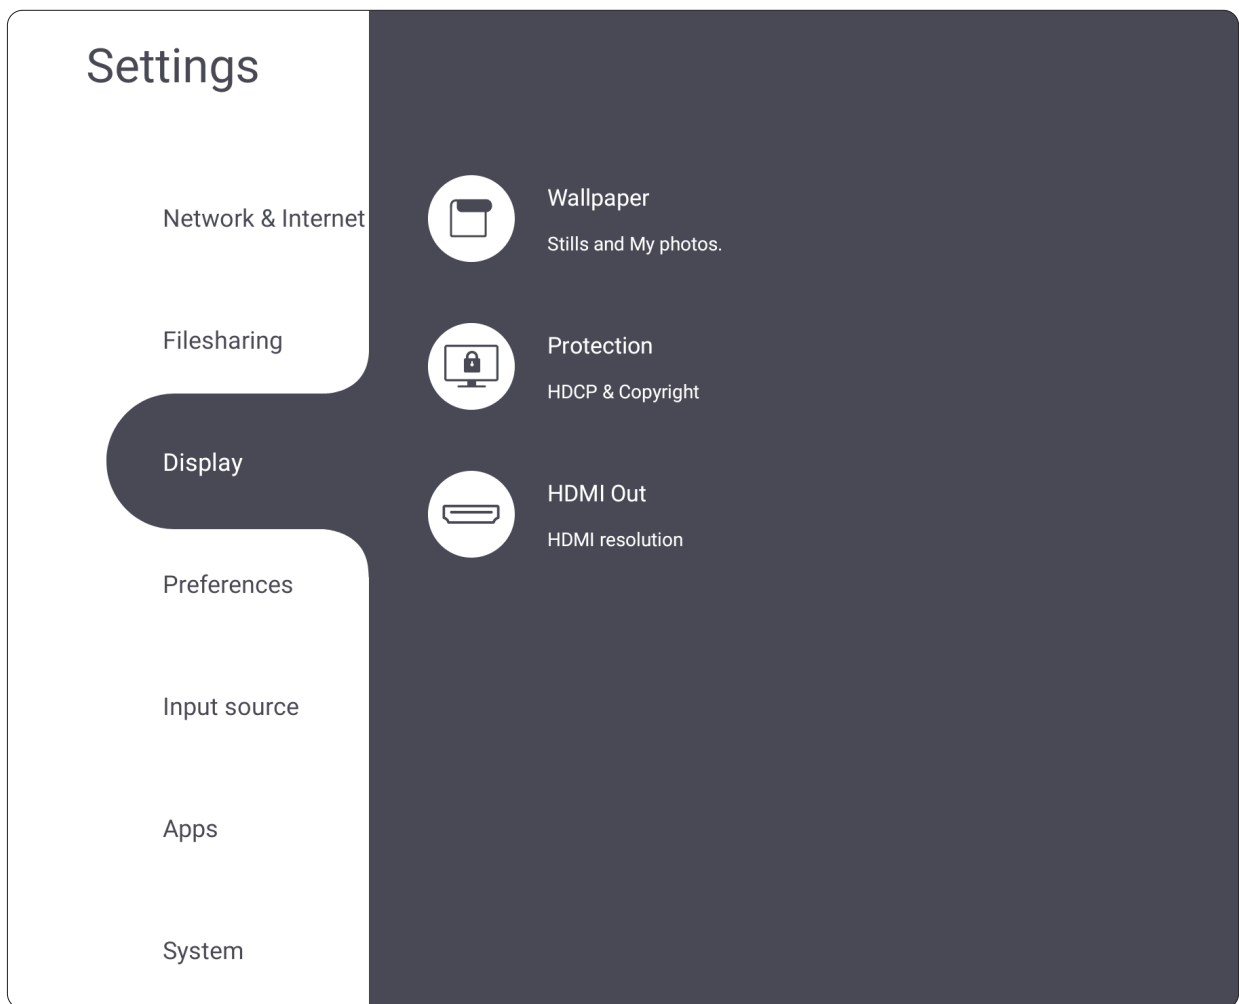 Settings
Network & Internet
Filesharing
Display
Preferences
Input source
Apps
System
Wallpaper
Stills and My photos.
Protection
HDCP & Copyright
HDMI Out
HDMI resolution